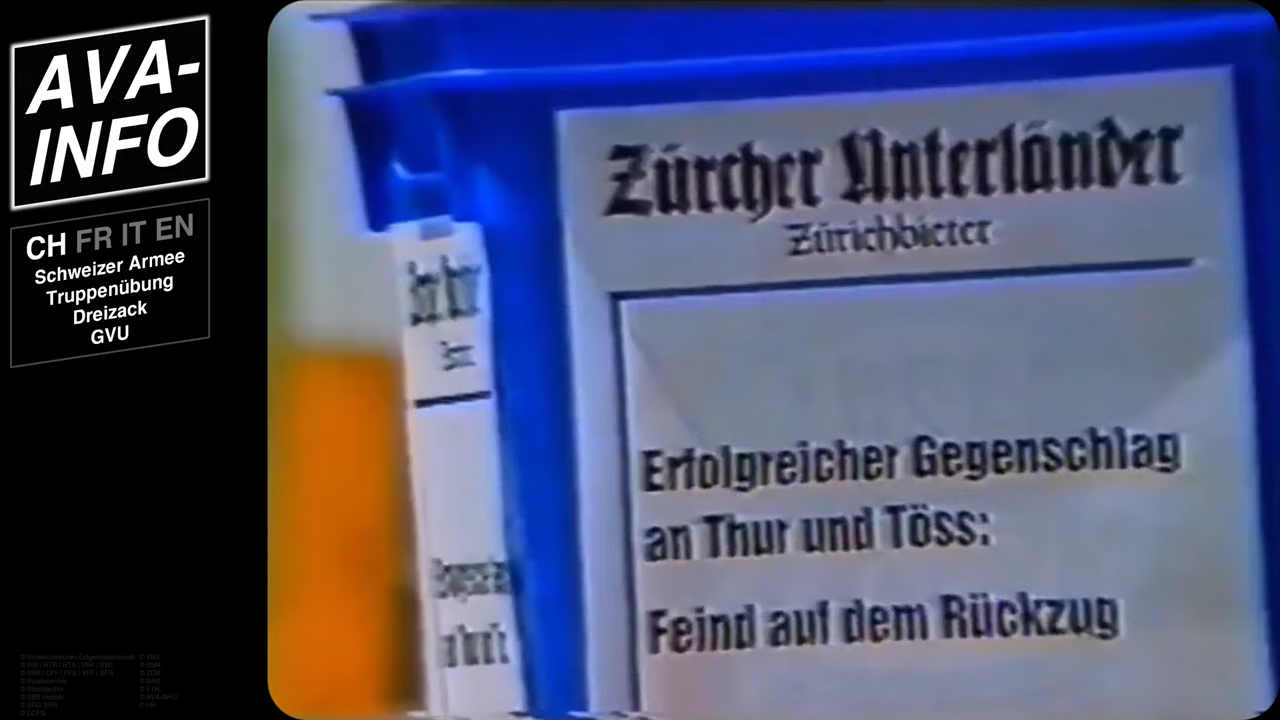 AVA-
INFO
CH FR IT EN
Schweizer Armee
Truppenübung
Dreizack
GVU
Zürcher Unterländer
Zürichbieter
Erfolgreicher Gegenschlag
an Thur und Töss:
Feind auf dem Rückzug